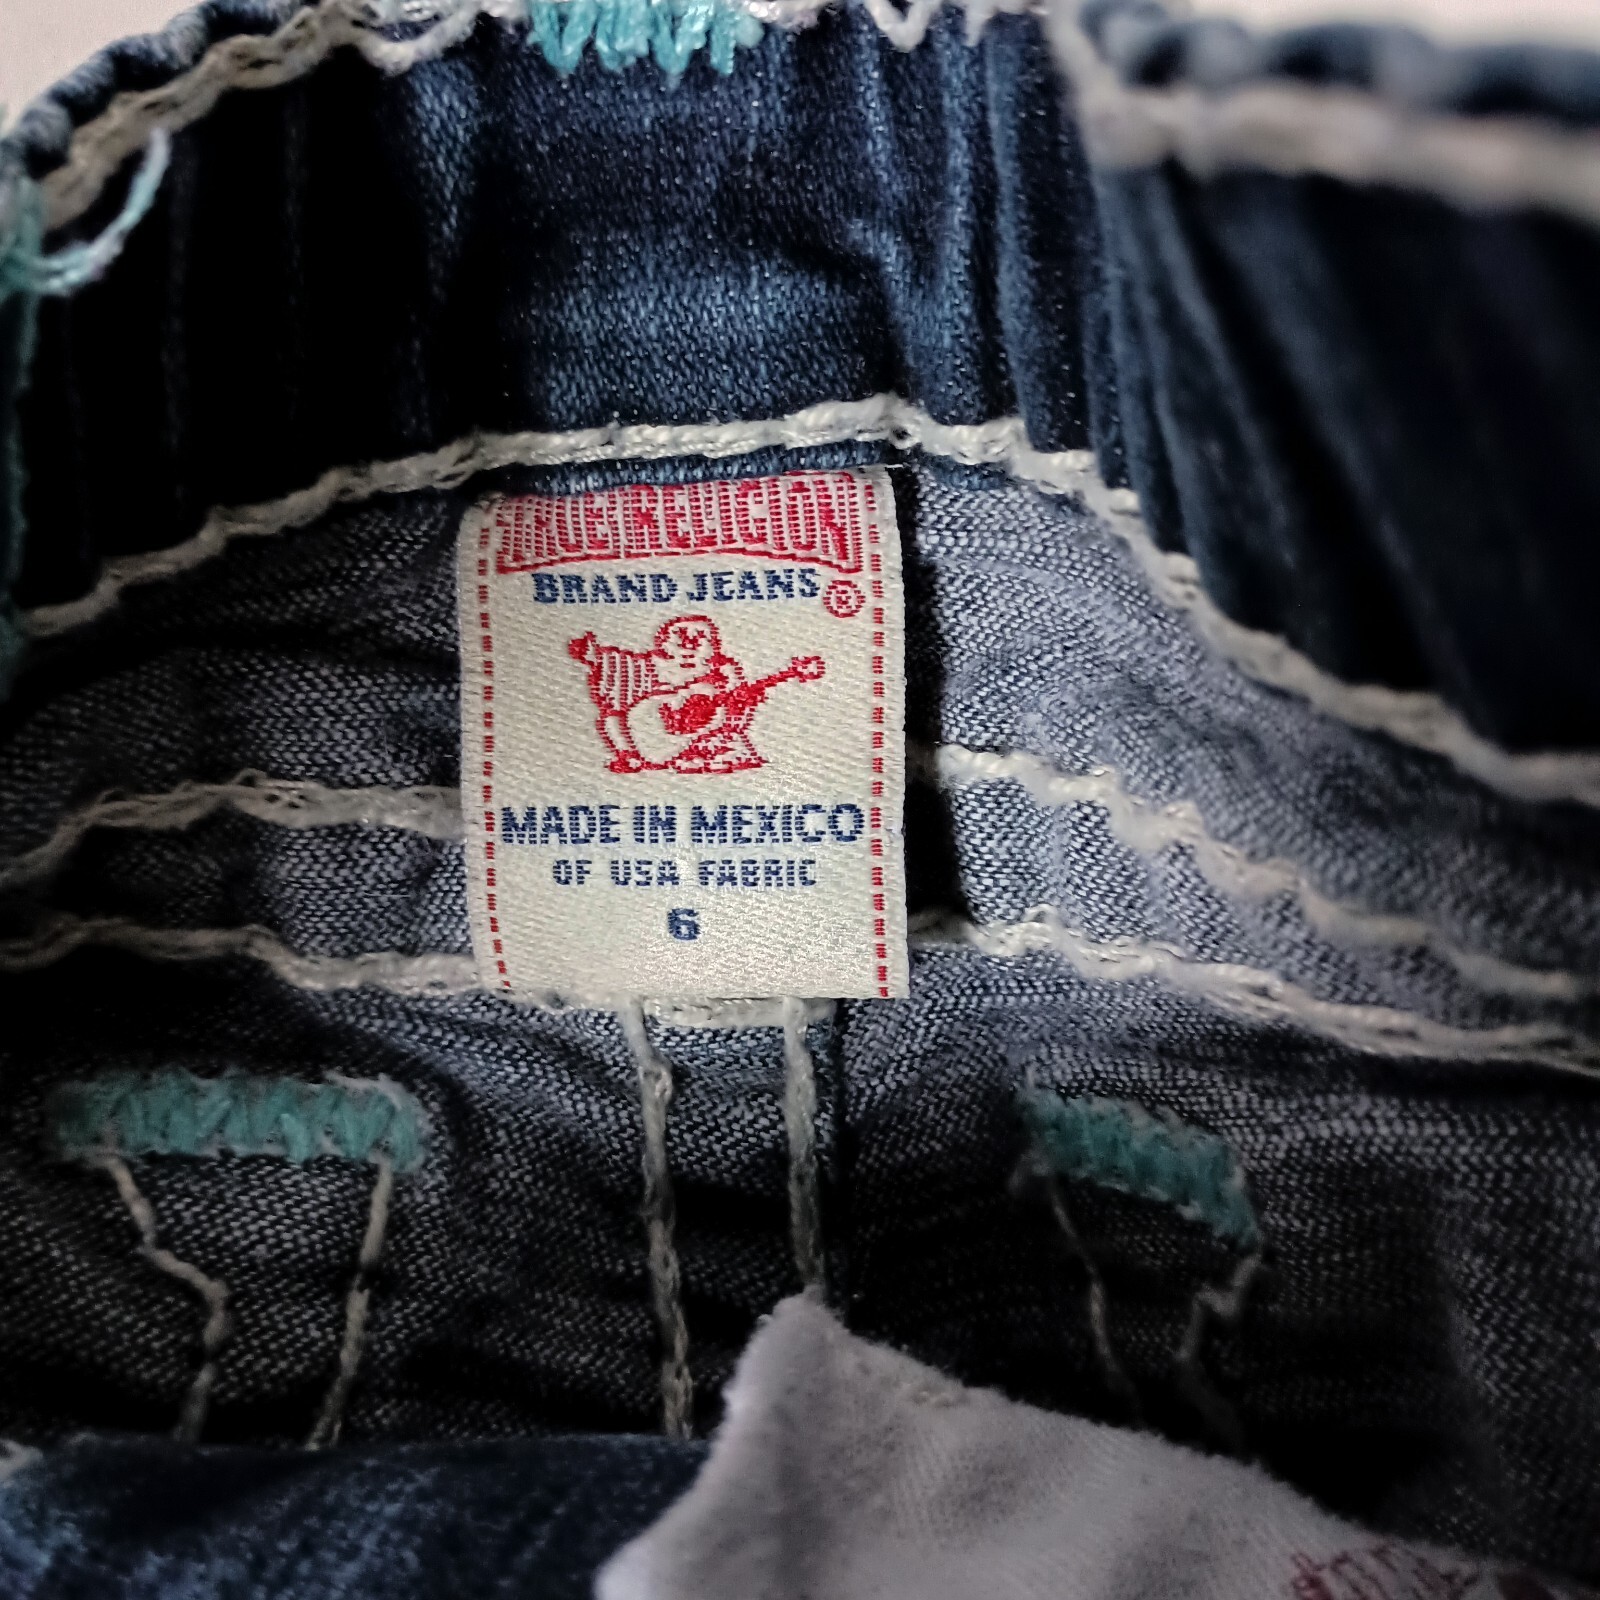 TRUE RELIGION
BRAND JEANS ®
MADE IN MEXICO
OF USA FABRIC
6